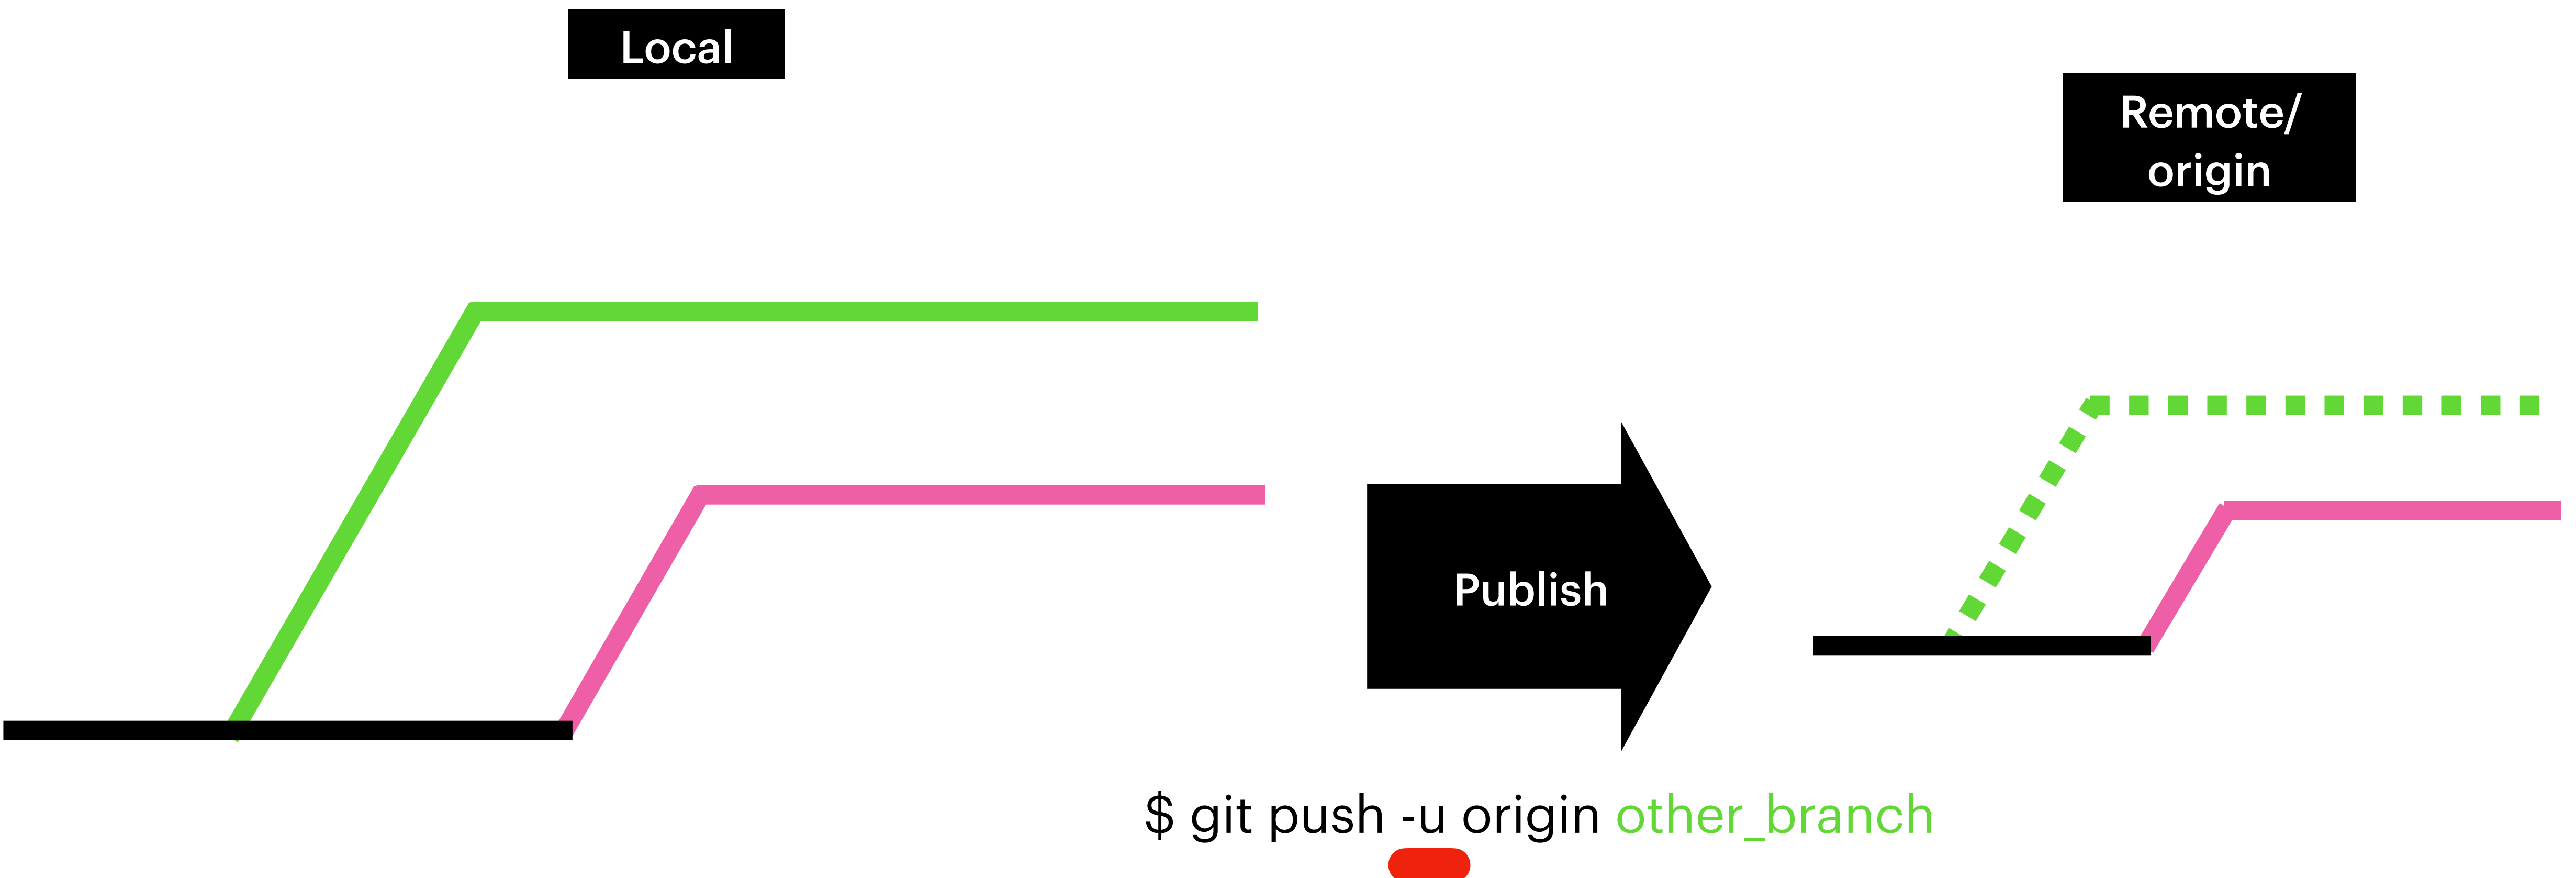 Local
Remote/
origin
Publish
$ git push -u origin other_branch